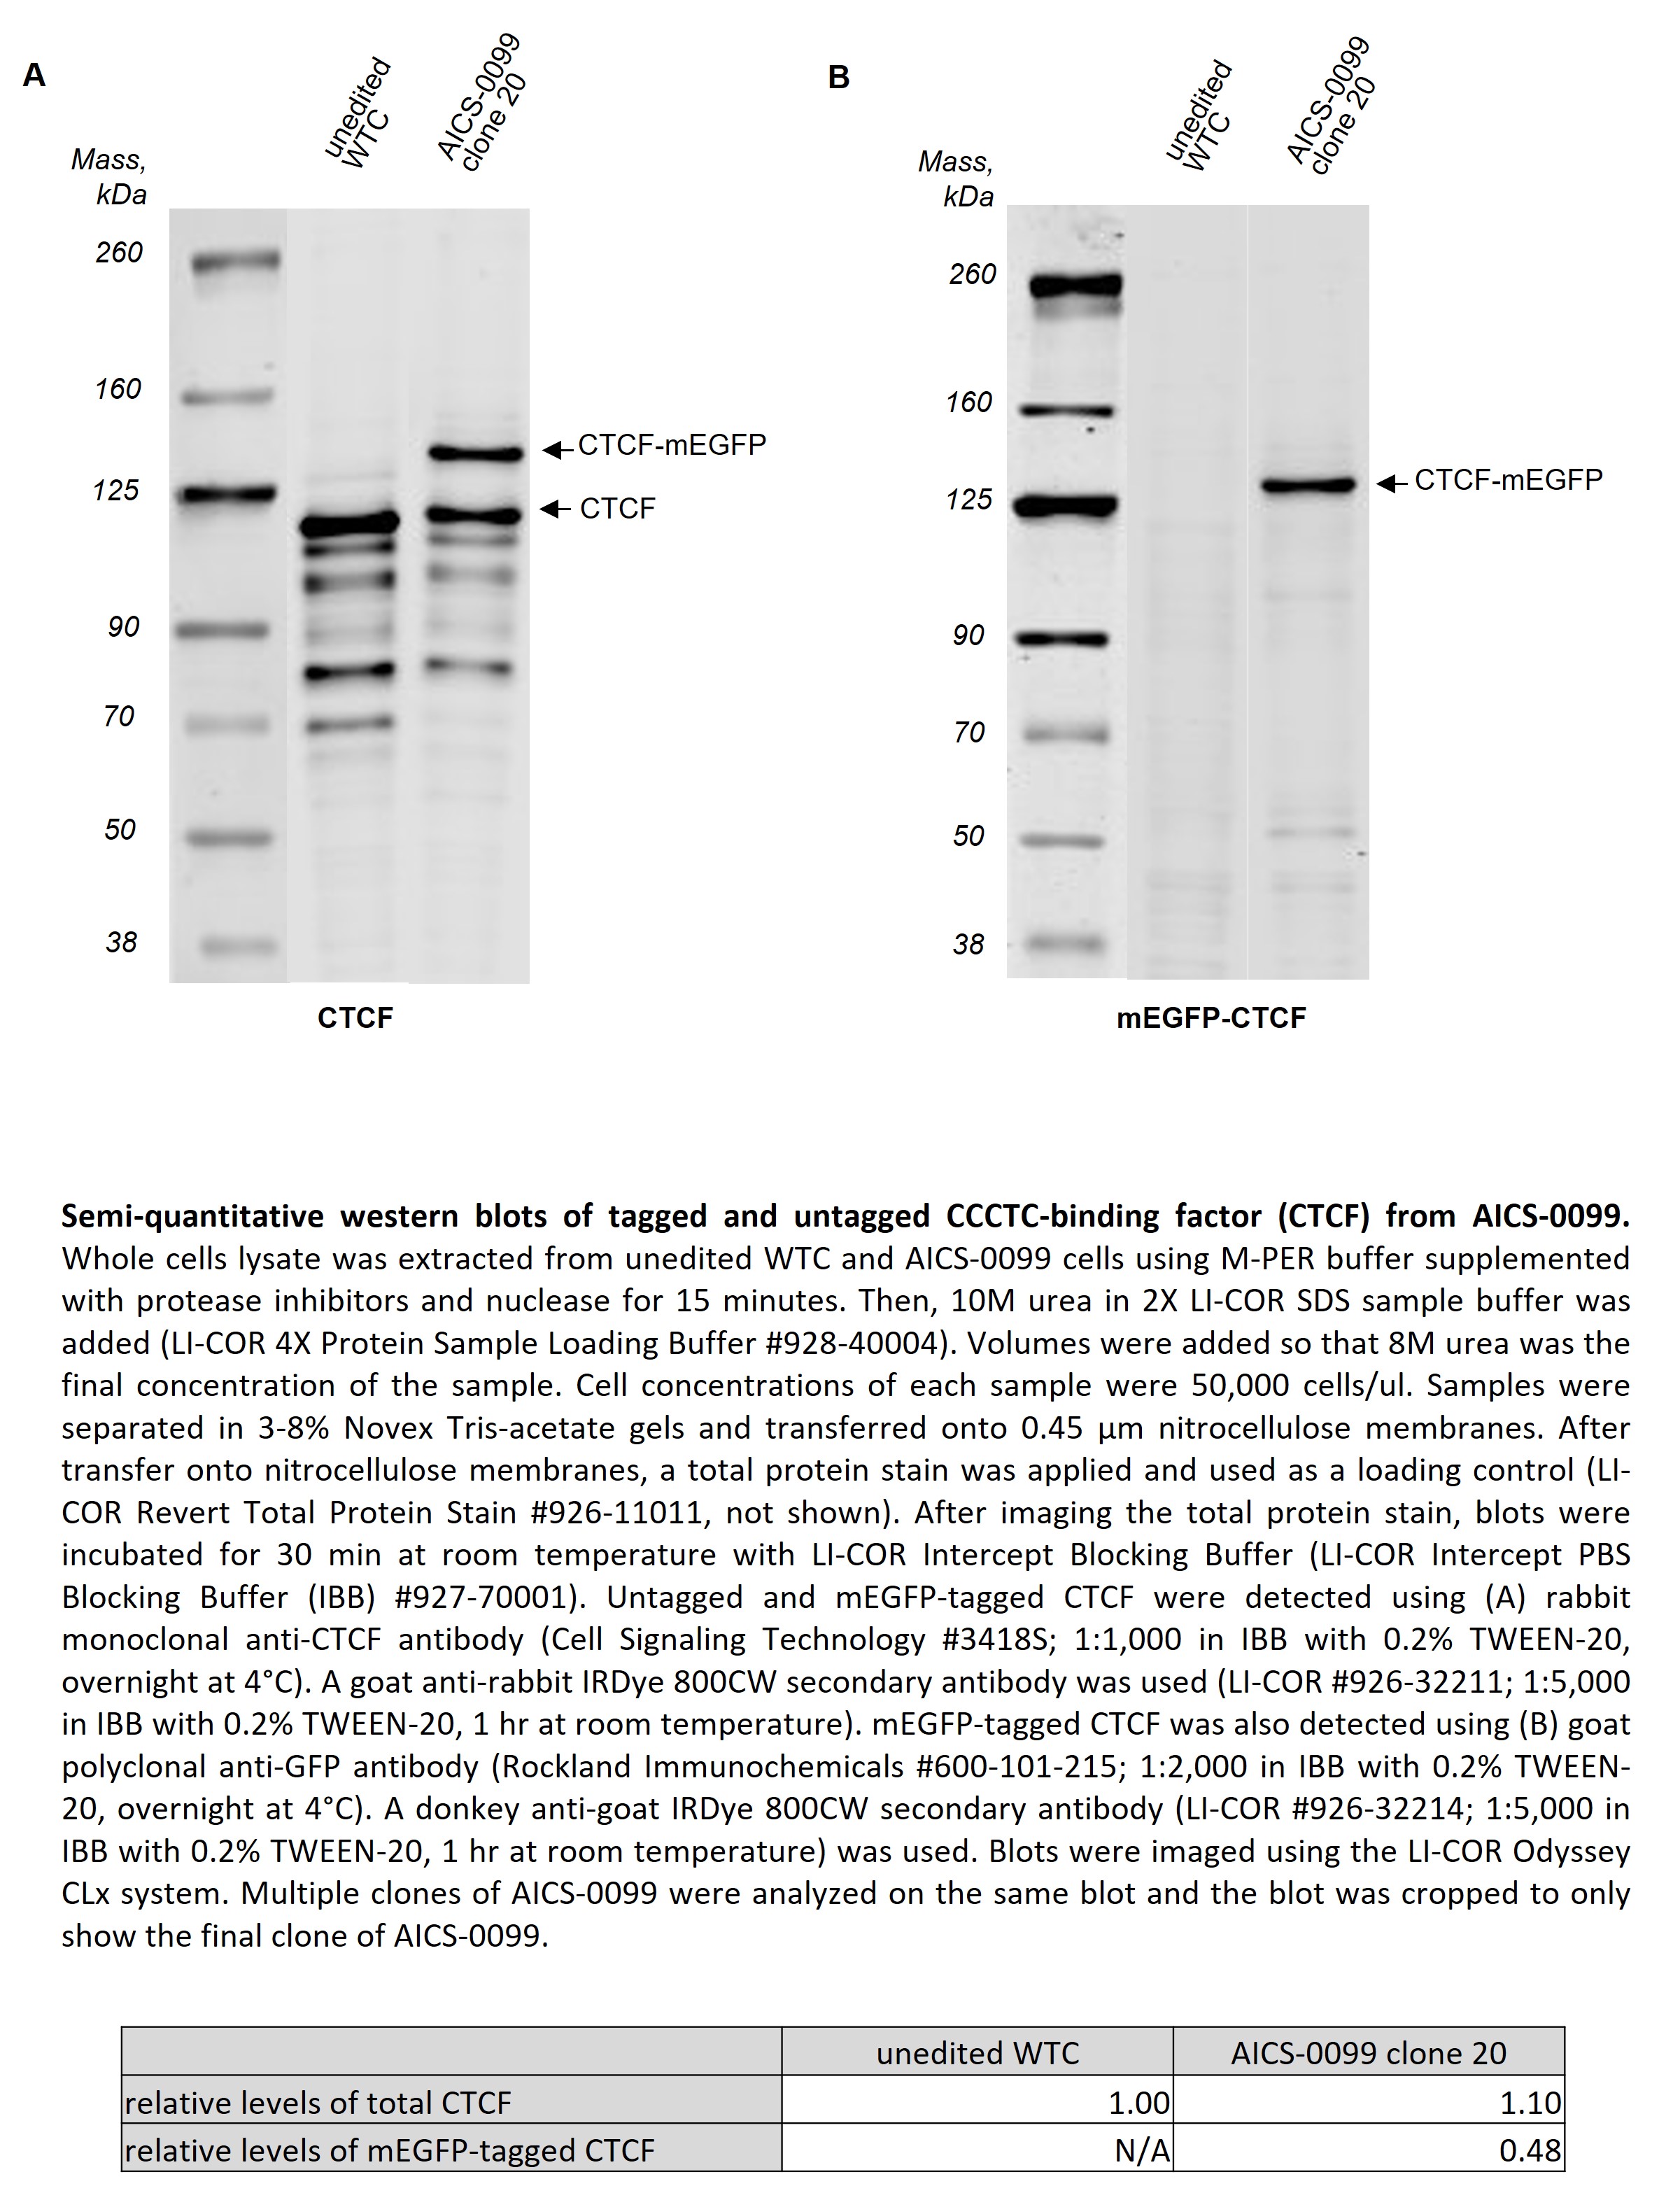 A
unedited
WTC
AICS-0099
clone 20
Mass,
kDa
260
160
125
90
70
50
38
CTCF-mEGFP
CTCF
CTCF
B
unedited
WTC
AICS-0099
clone 20
Mass,
kDa
260
160
125
90
70
50
38
CTCF-mEGFP
mEGFP-CTCF
Semi-quantitative western blots of tagged and untagged CCCTC-binding factor (CTCF) from AICS-0099.
Whole cells lysate was extracted from unedited WTC and AICS-0099 cells using M-PER buffer supplemented
with protease inhibitors and nuclease for 15 minutes. Then, 10M urea in 2X LI-COR SDS sample buffer was
added (LI-COR 4X Protein Sample Loading Buffer #928-40004). Volumes were added so that 8M urea was the
final concentration of the sample. Cell concentrations of each sample were 50,000 cells/ul. Samples were
separated in 3-8% Novex Tris-acetate gels and transferred onto 0.45 µm nitrocellulose membranes. After
transfer onto nitrocellulose membranes, a total protein stain was applied and used as a loading control (LI-
COR Revert Total Protein Stain #926-11011, not shown). After imaging the total protein stain, blots were
incubated for 30 min at room temperature with LI-COR Intercept Blocking Buffer (LI-COR Intercept PBS
Blocking Buffer (IBB) #927-70001). Untagged and mEGFP-tagged CTCF were detected using (A) rabbit
monoclonal anti-CTCF antibody (Cell Signaling Technology #3418S; 1:1,000 in IBB with 0.2% TWEEN-20,
overnight at 4°C). A goat anti-rabbit IRDye 800CW secondary antibody was used (LI-COR #926-32211; 1:5,000
in IBB with 0.2% TWEEN-20, 1 hr at room temperature). mEGFP-tagged CTCF was also detected using (B) goat
polyclonal anti-GFP antibody (Rockland Immunochemicals #600-101-215; 1:2,000 in IBB with 0.2% TWEEN-
20, overnight at 4°C). A donkey anti-goat IRDye 800CW secondary antibody (LI-COR #926-32214; 1:5,000 in
IBB with 0.2% TWEEN-20, 1 hr at room temperature) was used. Blots were imaged using the LI-COR Odyssey
CLx system. Multiple clones of AICS-0099 were analyzed on the same blot and the blot was cropped to only
show the final clone of AICS-0099.
unedited WTC AICS-0099 clone 20
relative levels of total CTCF 1.00 1.10
relative levels of mEGFP-tagged CTCF N/A 0.48